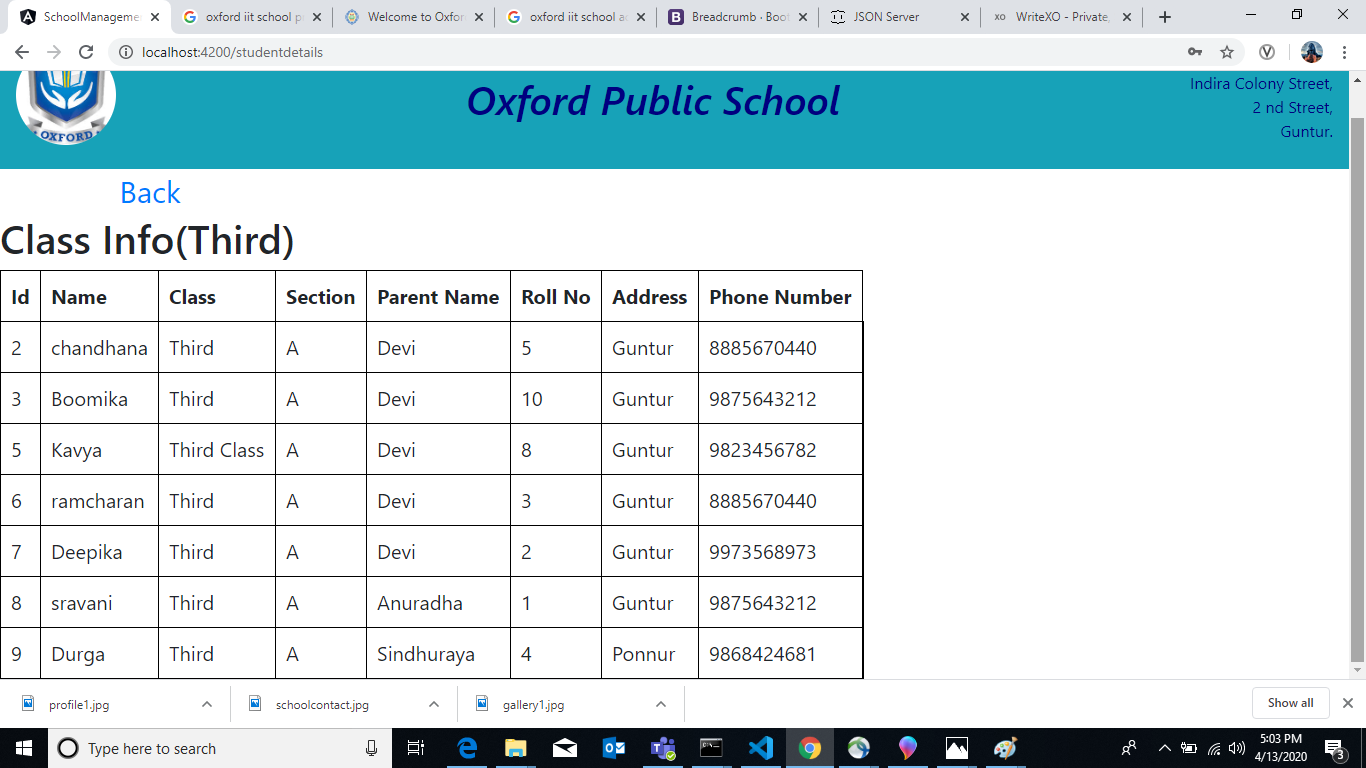 SchoolManageme
oxford iit school p
Welcome to Oxfor
oxford iit school a
Breadcrumb · Boot
JSON Server
WriteXO - Private,
localhost:4200/studentdetails
OXFORD
Oxford Public School
Indira Colony Street,
2 nd Street,
Guntur.
Back
Class Info(Third)
Id Name Class Section Parent Name Roll No Address Phone Number
2 chandhana Third A Devi 5 Guntur 8885670440
3 Boomika Third A Devi 10 Guntur 9875643212
5 Kavya Third Class A Devi 8 Guntur 9823456782
6 ramcharan Third A Devi 3 Guntur 8885670440
7 Deepika Third A Devi 2 Guntur 9973568973
8 sravani Third A Anuradha 1 Guntur 9875643212
9 Durga Third A Sindhuraya 4 Ponnur 9868424681
profile1.jpg
schoolcontact.jpg
gallery1.jpg
Show all
Type here to search
5:03 PM
4/13/2020
3